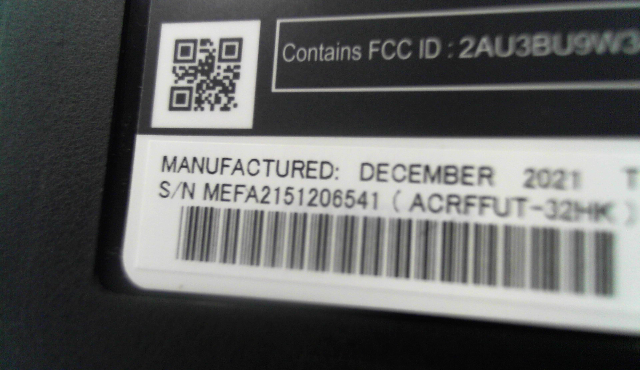 Contains FCC ID : 2AU3BU9W3
MANUFACTURED: DECEMBER 2021 T
S/N MEFA2151206541 ( ACRFFUT-32HK )